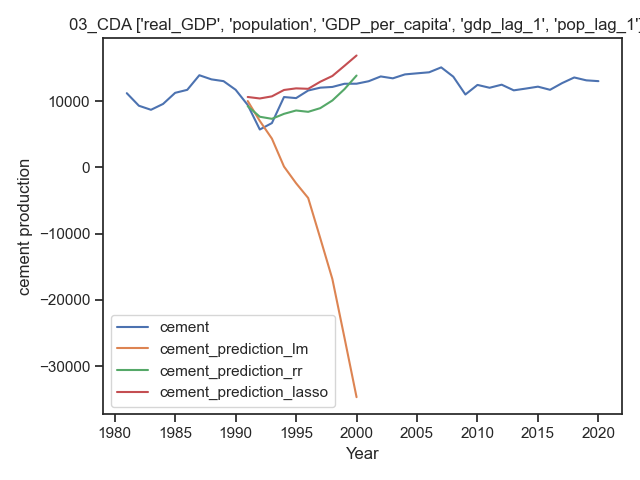 03_CDA ['real_GDP', 'population', 'GDP_per_capita', 'gdp_lag_1', 'pop_lag_1']
cement production
10000
0
−10000
−20000
−30000
cement
cement_prediction_lm
cement_prediction_rr
cement_prediction_lasso
1980 1985 1990 1995 2000 2005 2010 2015 2020
Year